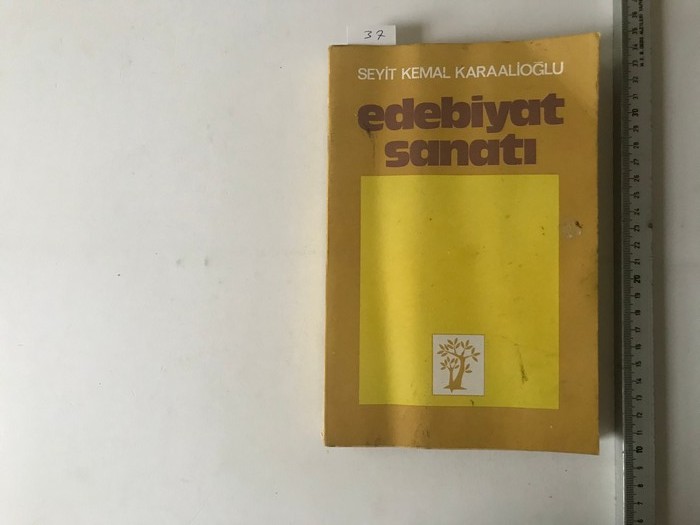 37
SEYİT KEMAL KARAALİOĞLU
edebiyat
sanatı